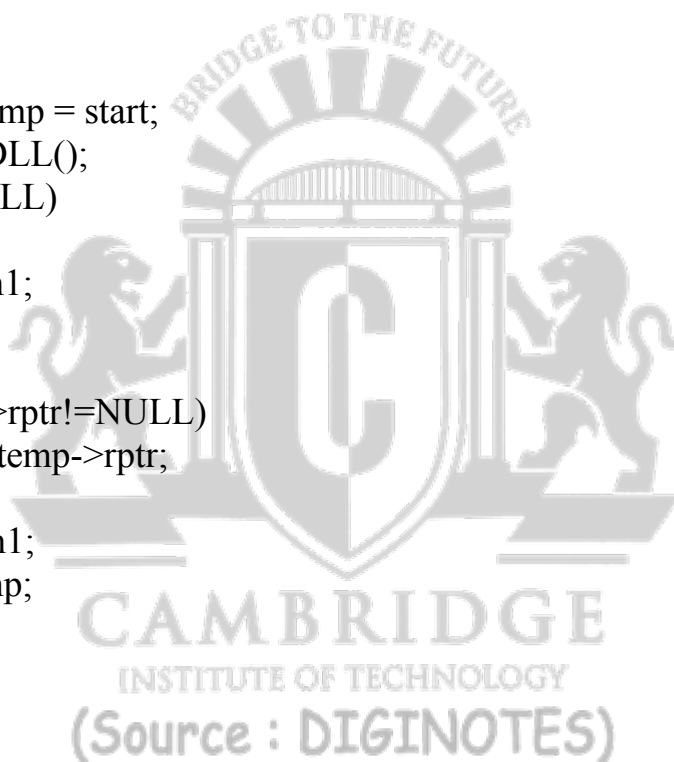 BRIDGE TO THE FUTURE
mp = start;
DLL();
LL)
n1;
>rptr!=NULL)
temp->rptr;
n1;
np;
C
CAMBRIDGE
INSTITUTE OF TECHNOLOGY
(Source : DIGINOTES)